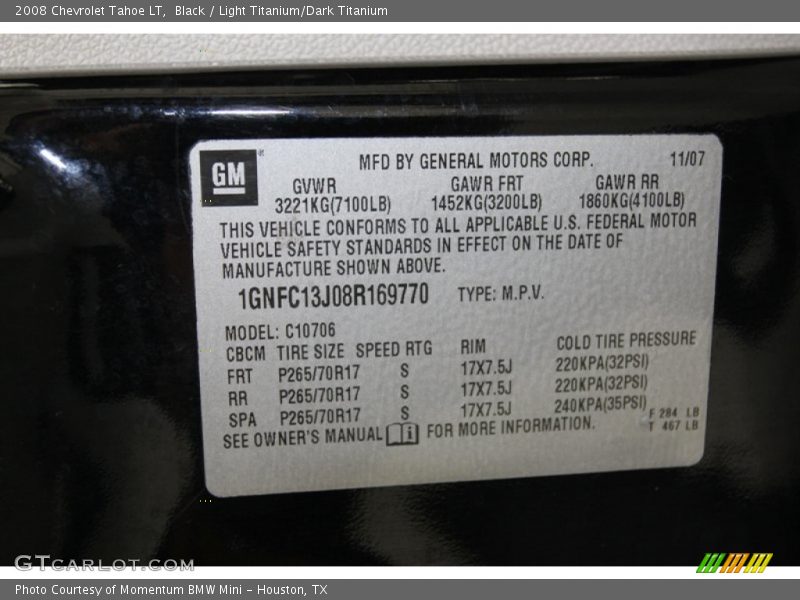 2008 Chevrolet Tahoe LT, Black / Light Titanium/Dark Titanium
GM
MFD BY GENERAL MOTORS CORP. 11/07
GVWR GAWR FRT GAWR RR
3221KG(7100LB) 1452KG(3200LB) 1860KG(4100LB)
THIS VEHICLE CONFORMS TO ALL APPLICABLE U.S. FEDERAL MOTOR
VEHICLE SAFETY STANDARDS IN EFFECT ON THE DATE OF
MANUFACTURE SHOWN ABOVE.
1GNFC13J08R169770 TYPE: M.P.V.
MODEL: C10706
CBCM TIRE SIZE SPEED RTG RIM COLD TIRE PRESSURE
FRT P265/70R17 S 17X7.5J 220KPA(32PSI)
RR P265/70R17 S 17X7.5J 220KPA(32PSI)
SPA P265/70R17 S 17X7.5J 240KPA(35PSI)
F 284 LB
T 467 LB
SEE OWNER'S MANUAL i FOR MORE INFORMATION.
GTCARLOT.COM
Photo Courtesy of Momentum BMW Mini - Houston, TX